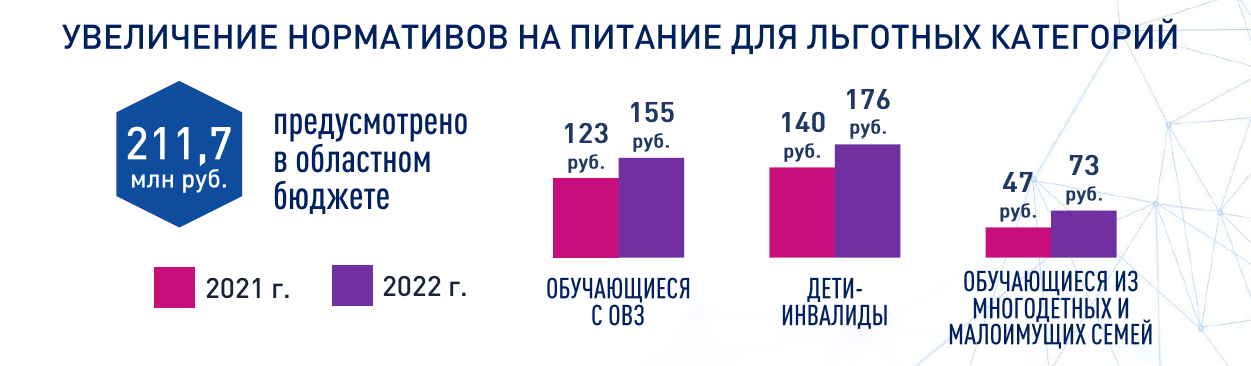 УВЕЛИЧЕНИЕ НОРМАТИВОВ НА ПИТАНИЕ ДЛЯ ЛЬГОТНЫХ КАТЕГОРИЙ
211,7
млн руб.
предусмотрено
в областном
бюджете
2021 г.
2022 г.
123
руб.
155
руб.
ОБУЧАЮЩИЕСЯ
С ОВЗ
140
руб.
176
руб.
ДЕТИ-
ИНВАЛИДЫ
47
руб.
73
руб.
ОБУЧАЮЩИЕСЯ ИЗ
МНОГОДЕТНЫХ И
МАЛОИМУЩИХ СЕМЕЙ